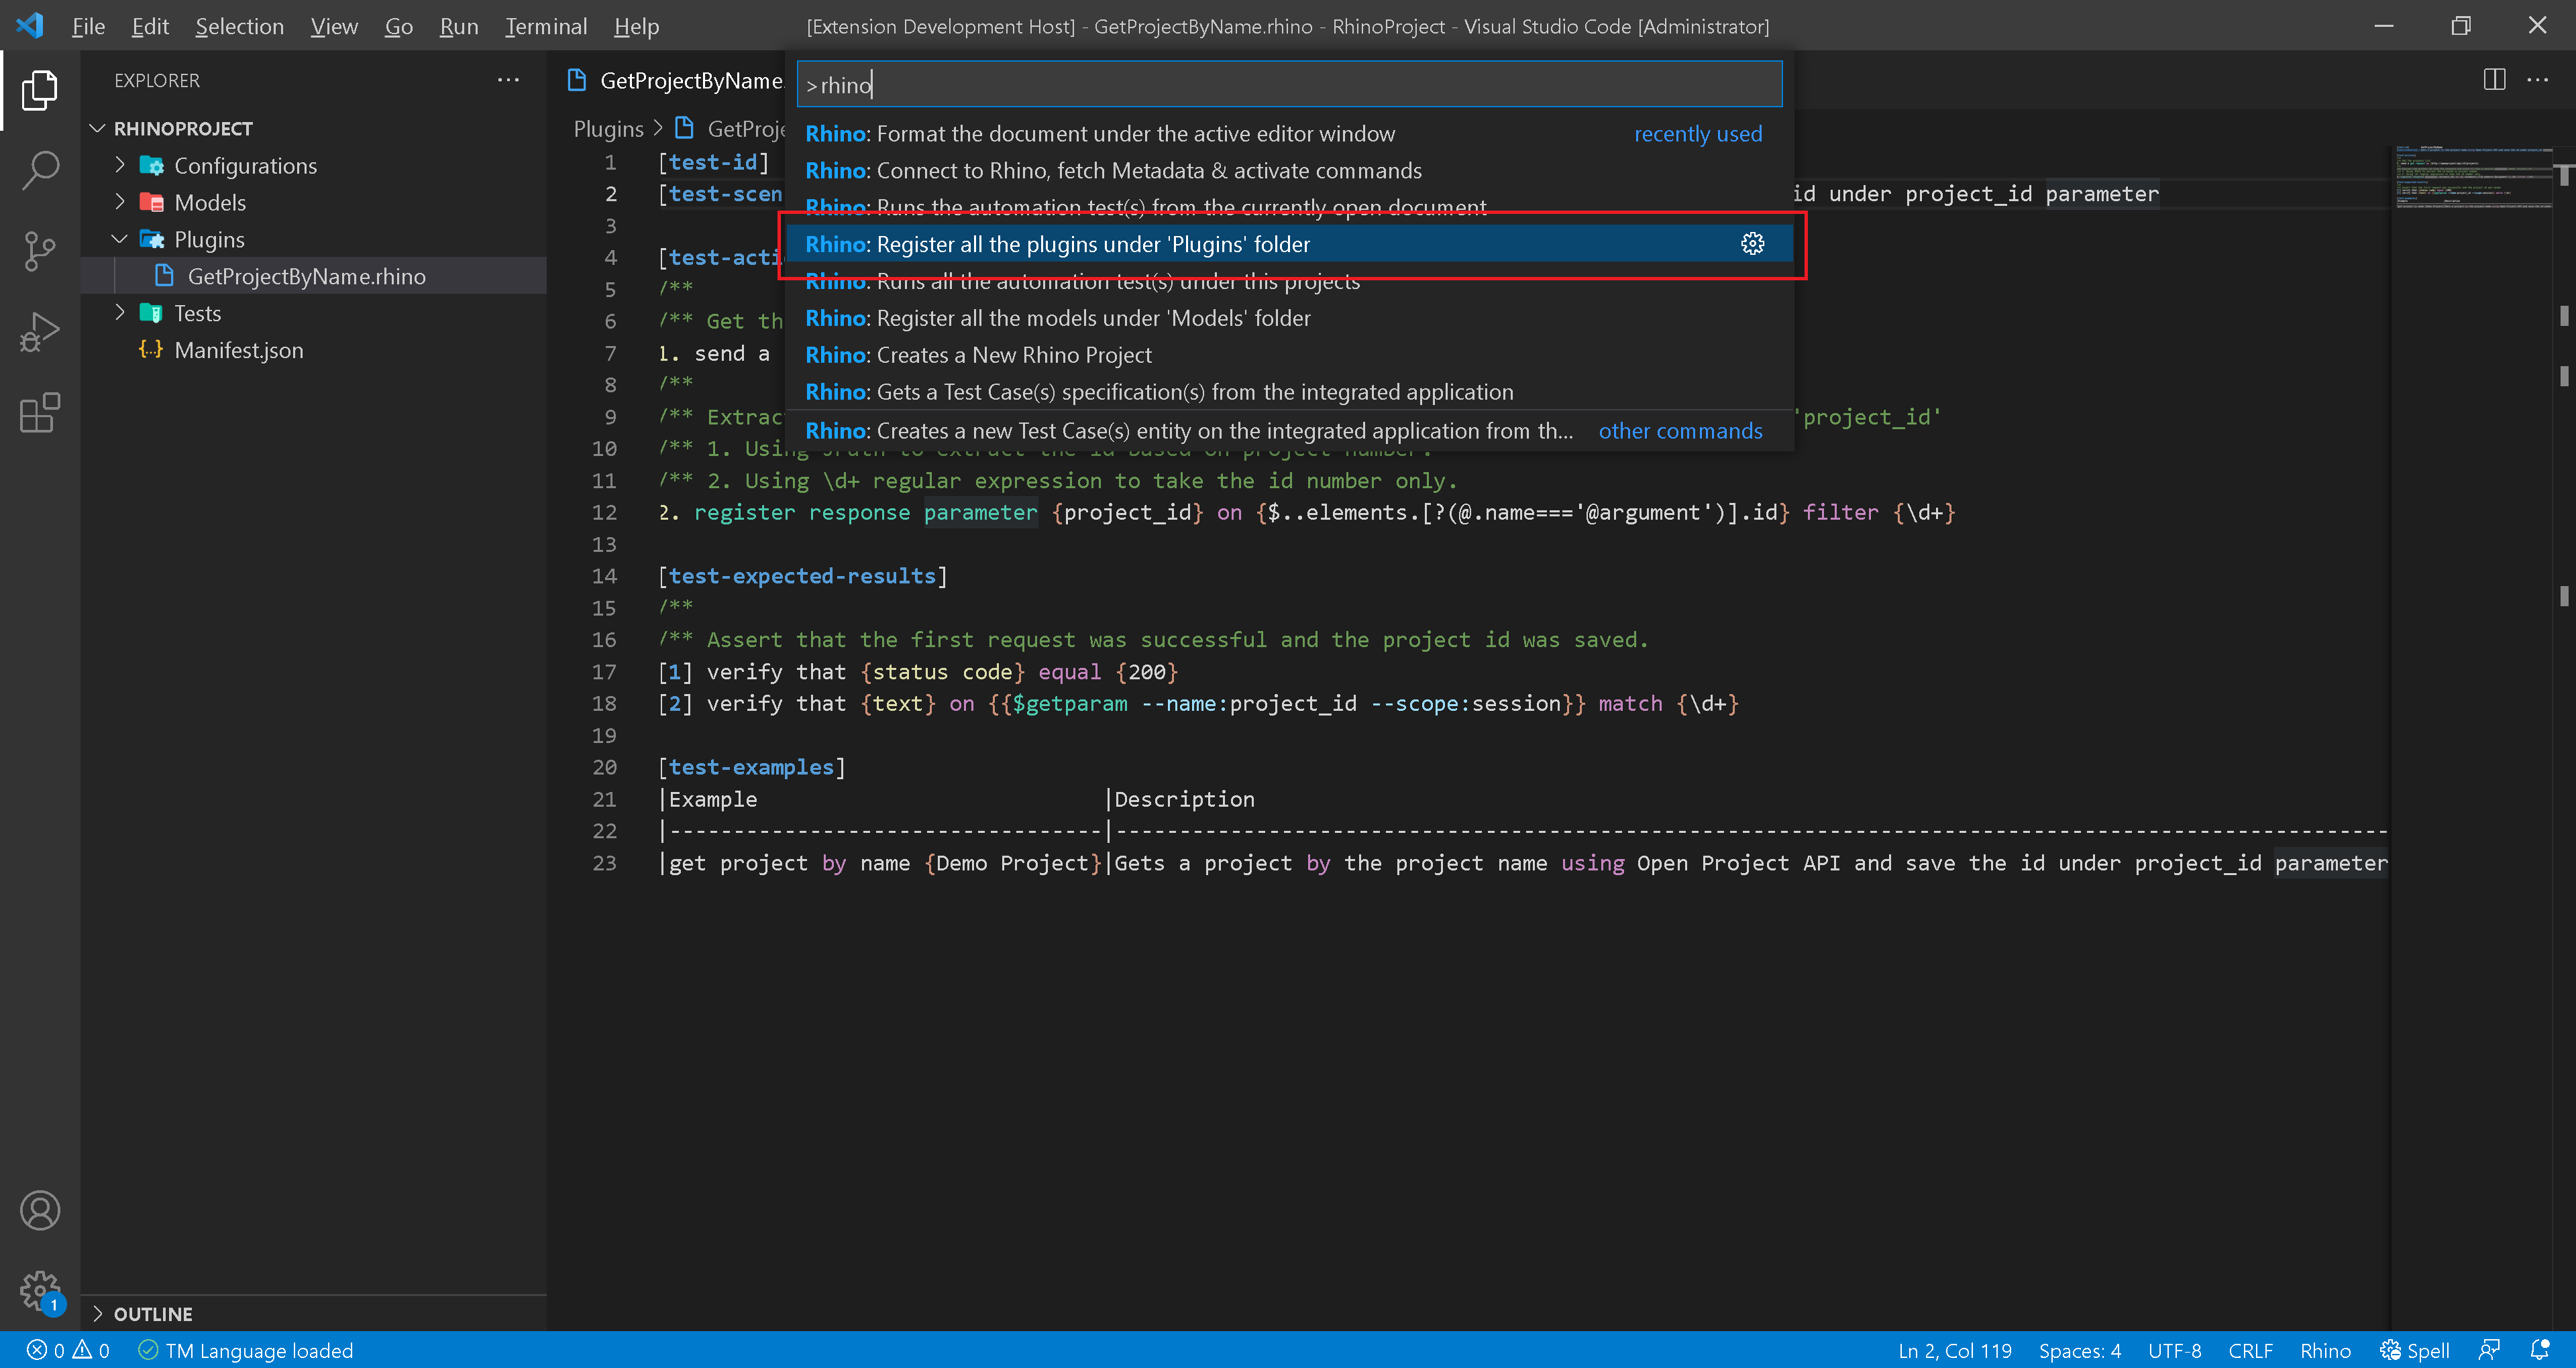 File Edit Selection View Go Run Terminal Help
[Extension Development Host] - GetProjectByName.rhino - RhinoProject - Visual Studio Code [Administrator]
EXPLORER
RHINOPROJECT
Configurations
Models
Plugins
GetProjectByName.rhino
Tests
Manifest.json
OUTLINE
GetProjectByName.
Plugins > GetProje
>rhino
Rhino: Format the document under the active editor window recently used
Rhino: Connect to Rhino, fetch Metadata & activate commands
Rhino: Runs the automation test(s) from the currently open document
Rhino: Register all the plugins under 'Plugins' folder
Rhino: Runs all the automation test(s) under this projects
Rhino: Register all the models under 'Models' folder
Rhino: Creates a New Rhino Project
Rhino: Gets a Test Case(s) specification(s) from the integrated application
Rhino: Creates a new Test Case(s) entity on the integrated application from th... other commands
1 [test-id]
2 [test-scen id under project_id parameter
3
4 [test-acti
5 /**
6 /** Get th
7 1. send a
8 /**
9 /** Extrac 'project_id'
10 /** 1. Using JPath to extract the id based on project number.
11 /** 2. Using \d+ regular expression to take the id number only.
12 2. register response parameter {project_id} on {$..elements.[?(@.name==='@argument')].id} filter {\d+}
13
14 [test-expected-results]
15 /**
16 /** Assert that the first request was successful and the project id was saved.
17 [1] verify that {status code} equal {200}
18 [2] verify that {text} on {{$getparam --name:project_id --scope:session}} match {\d+}
19
20 [test-examples]
21 |Example |Description
22 |----------------------------------|----------------------------------------------------------------------------------------------------
23 |get project by name {Demo Project}|Gets a project by the project name using Open Project API and save the id under project_id parameter
1
0 0 TM Language loaded
Ln 2, Col 119 Spaces: 4 UTF-8 CRLF Rhino Spell